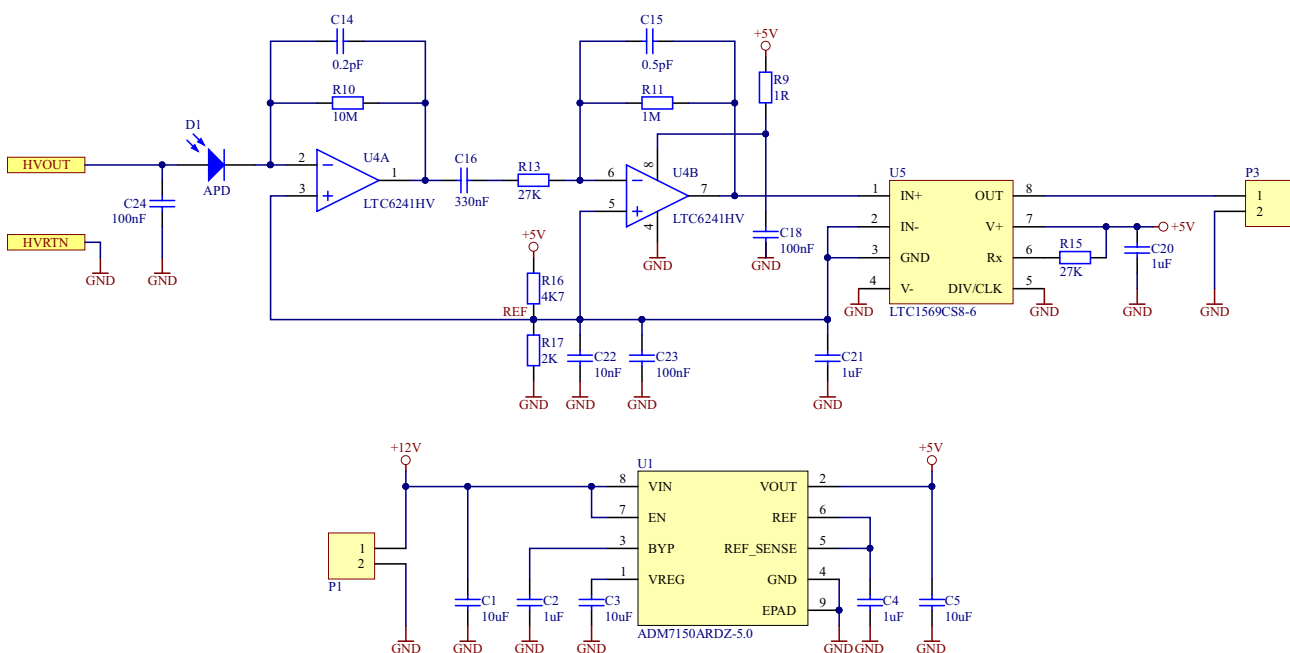 C14
0.2pF
R10
10M
D1
HVOUT
APD
C24
100nF
HVRTN
GND
GND
2
3
U4A
1
LTC6241HV
C16
330nF
R13
27K
C15
0.5pF
R11
1M
+5V
R9
1R
6
5
8
4
U4B
7
LTC6241HV
GND
C18
100nF
GND
+5V
R16
4K7
REF
R17
2K
GND
C22
10nF
GND
C23
100nF
GND
C21
1uF
GND
U5
1 IN+ OUT 8
2 IN- V+ 7
3 GND Rx 6
4 V- DIV/CLK 5
LTC1569CS8-6
GND
GND
R15
27K
+5V
C20
1uF
GND
P3
1
2
GND
+12V
P1
1
2
GND
C1
10uF
GND
C2
1uF
GND
C3
10uF
GND
U1
8 VIN VOUT 2
7 EN REF 6
3 BYP REF_SENSE 5
1 VREG GND 4
EPAD 9
ADM7150ARDZ-5.0
GND
C4
1uF
GND
+5V
C5
10uF
GND